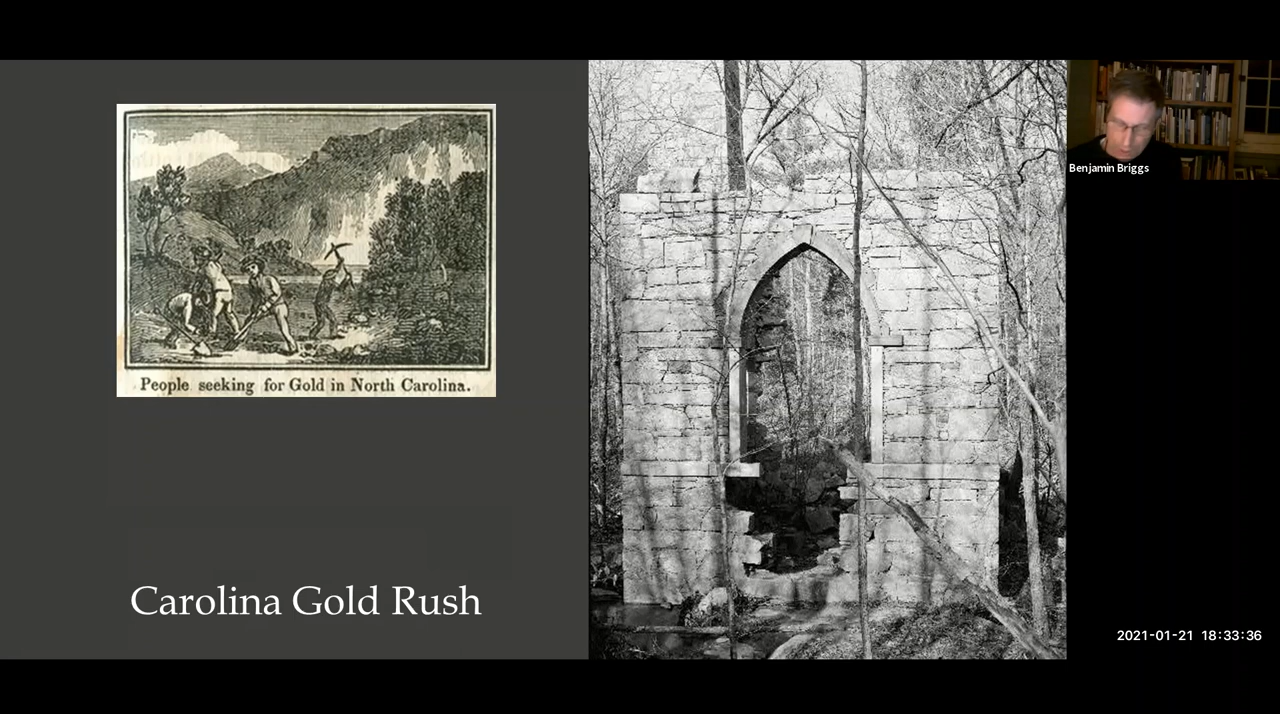 People seeking for Gold in North Carolina.
Carolina Gold Rush
Benjamin Briggs
2021-01-21 18:33:36